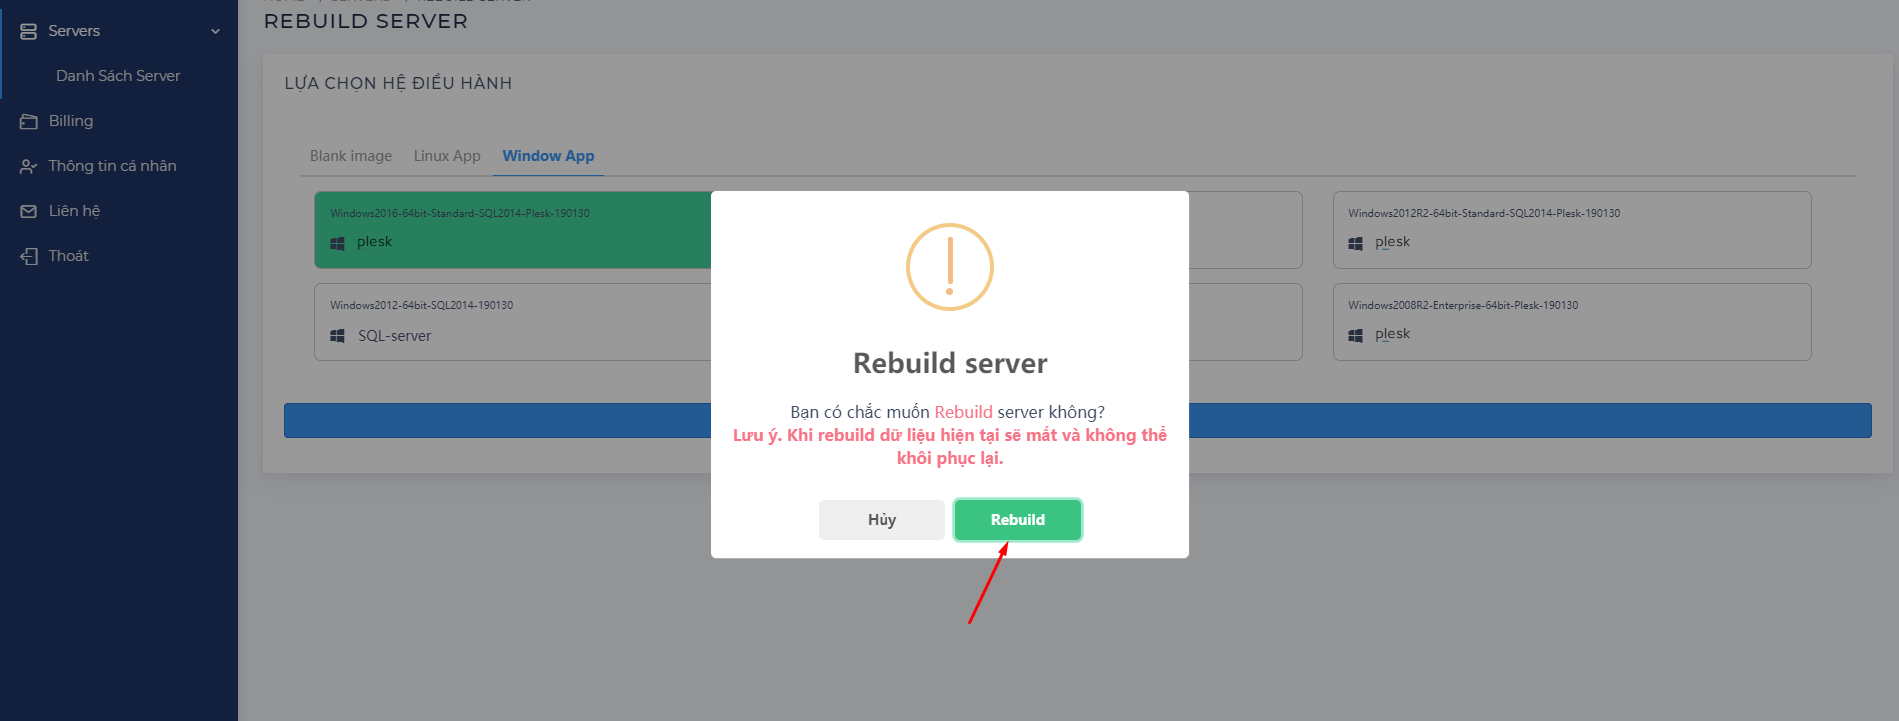 Servers
Danh Sách Server
Billing
Thông tin cá nhân
Liên hệ
Thoát
REBUILD SERVER
LỰA CHỌN HỆ ĐIỀU HÀNH
Blank image
Linux App
Window App
Windows2016-64bit-Standard-SQL2014-Plesk-190130
plesk
Windows2012R2-64bit-Standard-SQL2014-Plesk-190130
plesk
Windows2012-64bit-SQL2014-190130
SQL-server
Windows2008R2-Enterprise-64bit-Plesk-190130
plesk
Rebuild server
Bạn có chắc muốn Rebuild server không?
Lưu ý. Khi rebuild dữ liệu hiện tại sẽ mất và không thể
khôi phục lại.
Hủy
Rebuild